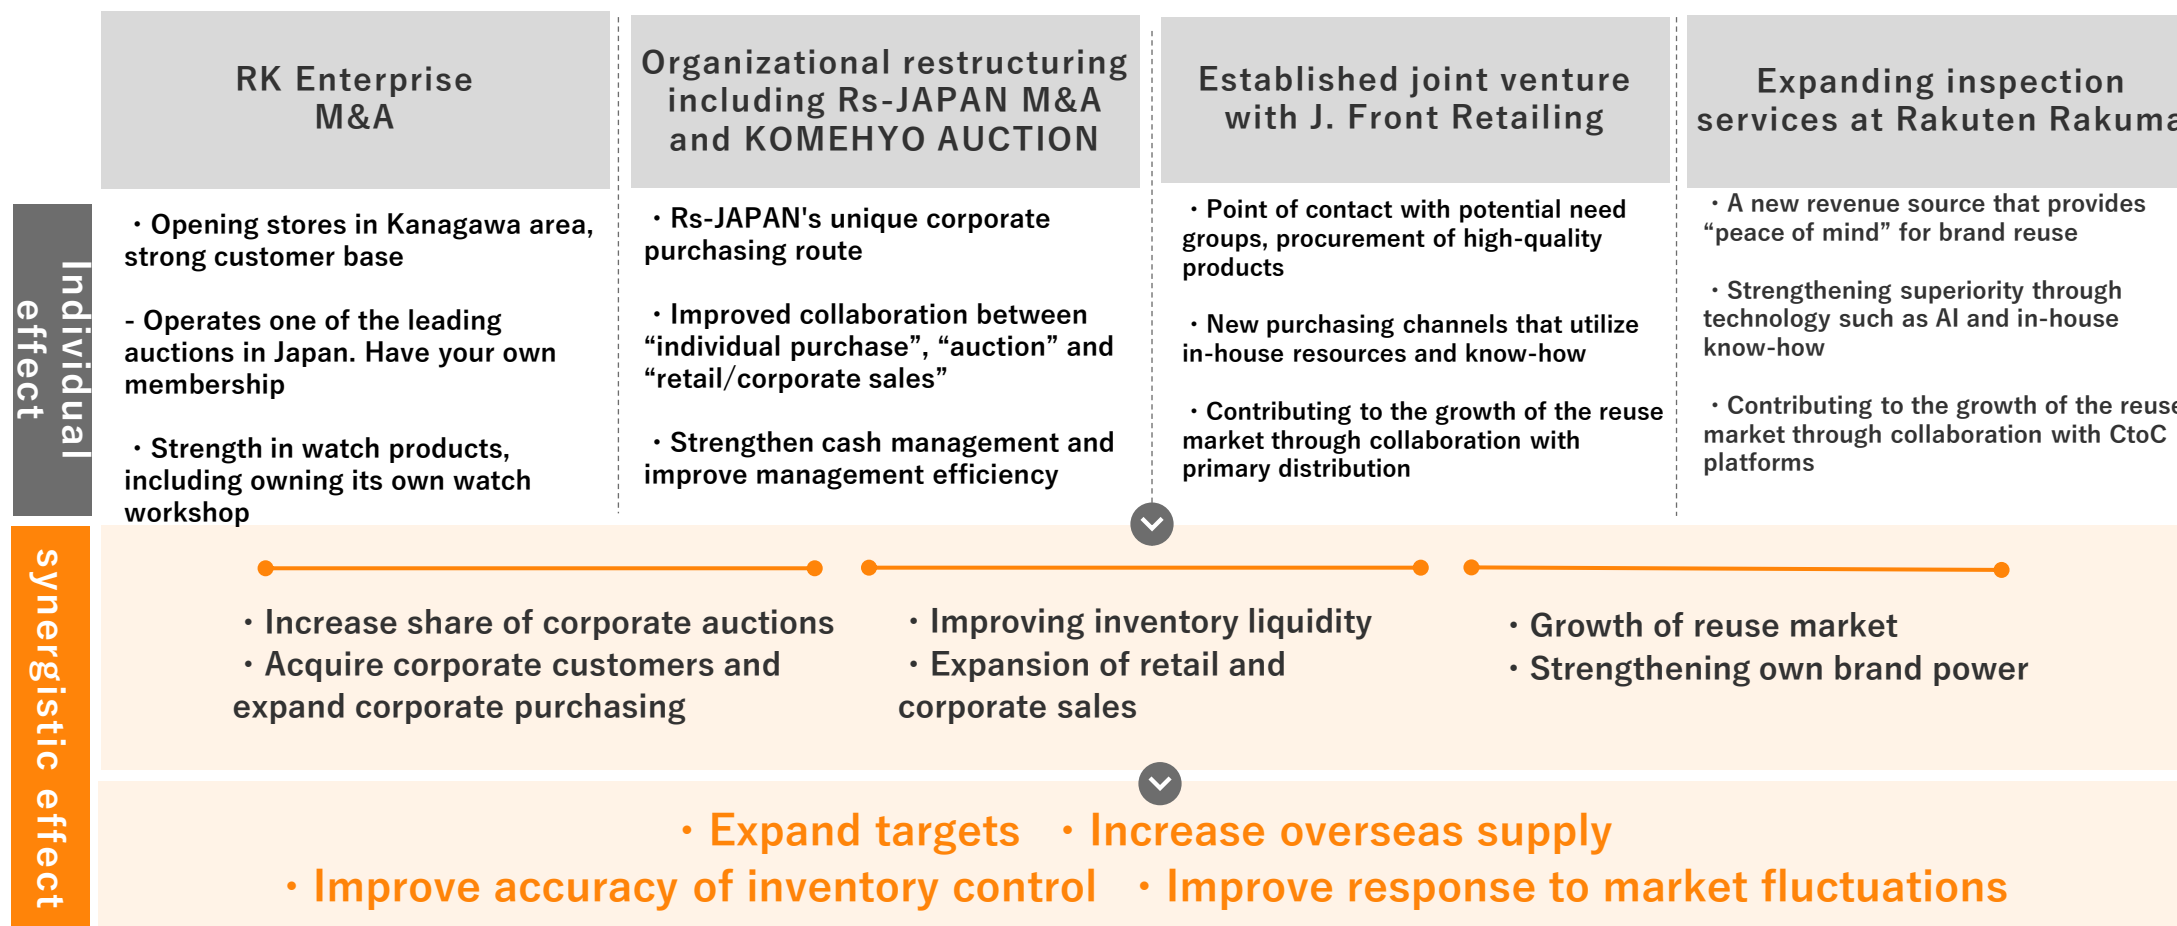 RK Enterprise
M&A
Organizational restructuring
including Rs-JAPAN M&A
and KOMEHYO AUCTION
Established joint venture
with J. Front Retailing
Expanding inspection
services at Rakuten Rakuma
Individual
effect
・Opening stores in Kanagawa area,
strong customer base
- Operates one of the leading
auctions in Japan. Have your own
membership
・Strength in watch products,
including owning its own watch
workshop
・Rs-JAPAN's unique corporate
purchasing route
・Improved collaboration between
“individual purchase”, “auction” and
“retail/corporate sales”
・Strengthen cash management and
improve management efficiency
・Point of contact with potential need
groups, procurement of high-quality
products
・New purchasing channels that utilize
in-house resources and know-how
・Contributing to the growth of the reuse
market through collaboration with
primary distribution
・A new revenue source that provides
“peace of mind” for brand reuse
・Strengthening superiority through
technology such as AI and in-house
know-how
・Contributing to the growth of the reuse
market through collaboration with CtoC
platforms
synergistic effect
・Increase share of corporate auctions
・Acquire corporate customers and
expand corporate purchasing
・Improving inventory liquidity
・Expansion of retail and
corporate sales
・Growth of reuse market
・Strengthening own brand power
・Expand targets ・Increase overseas supply
・Improve accuracy of inventory control ・Improve response to market fluctuations